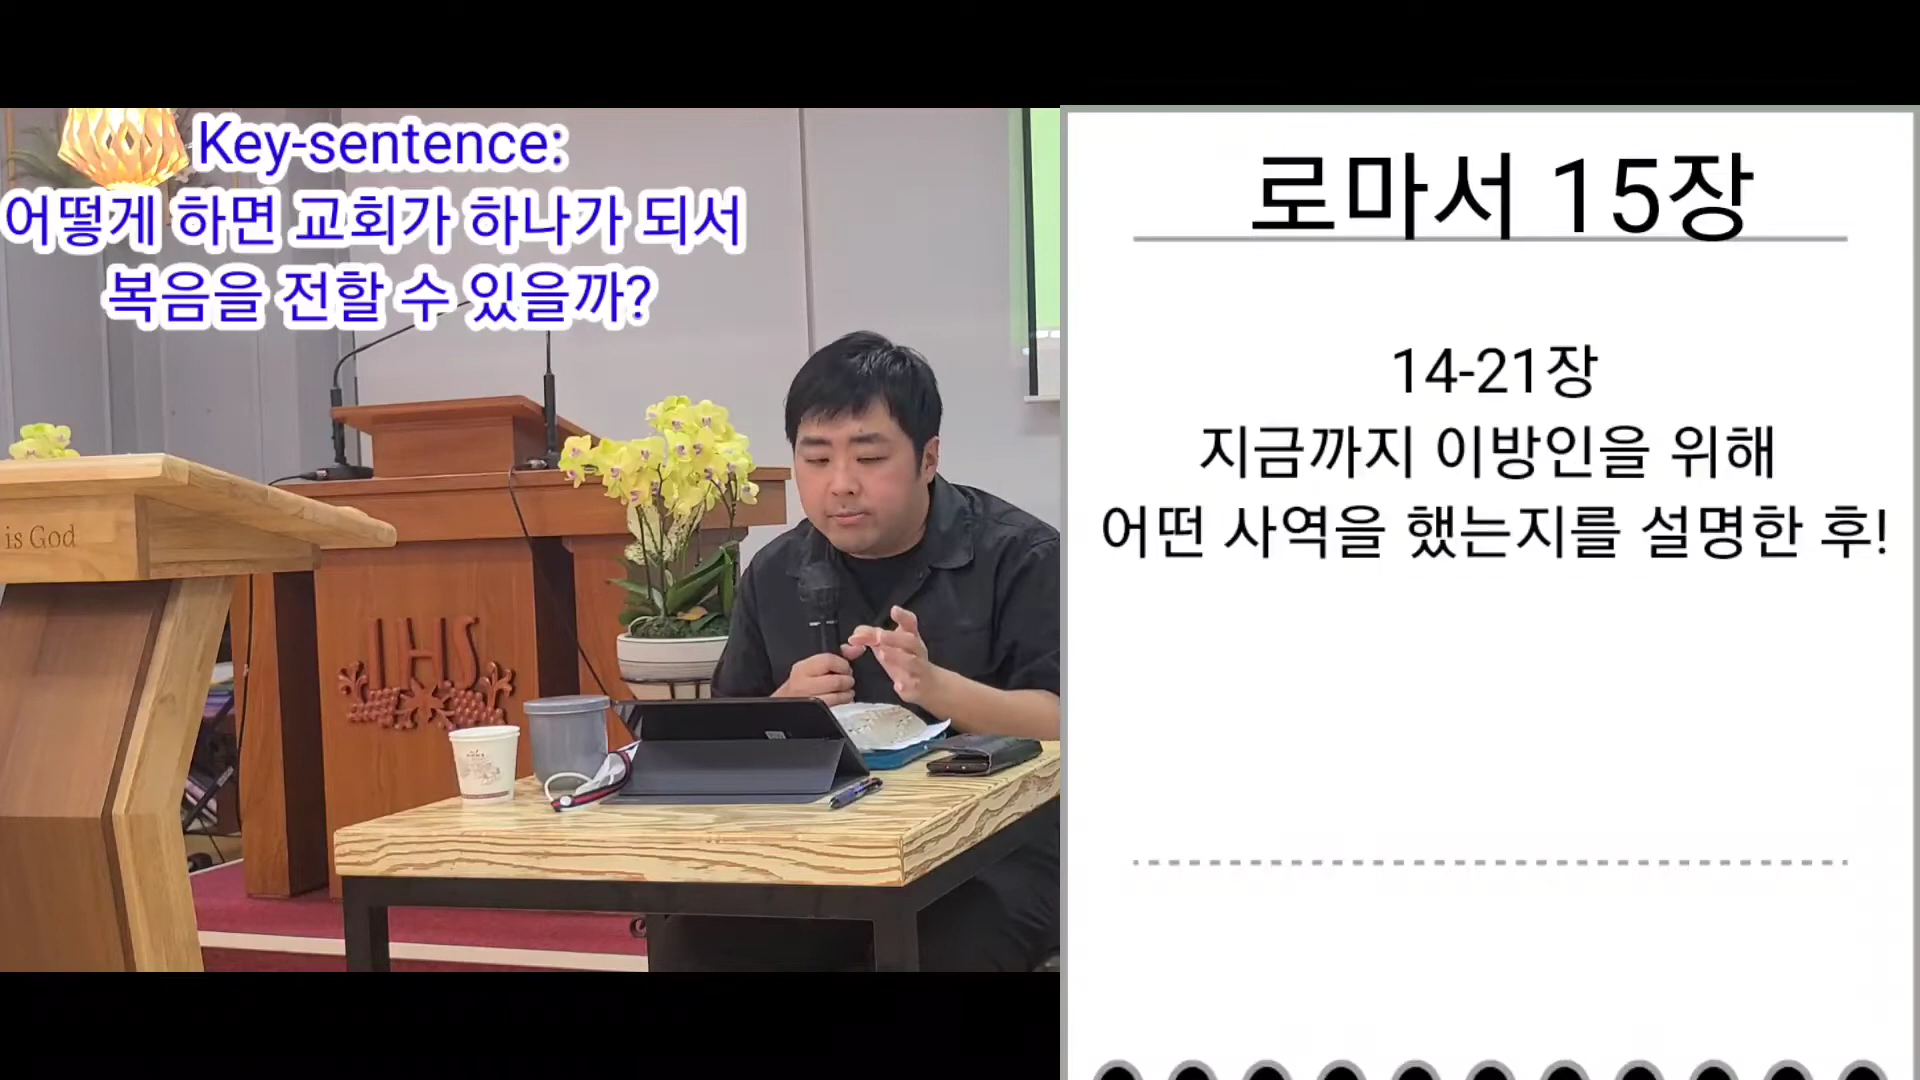 Key-sentence:
어떻게 하면 교회가 하나가 되서
복음을 전할 수 있을까?
is God
IHS
로마서 15장
14-21장
지금까지 이방인을 위해
어떤 사역을 했는지를 설명한 후!